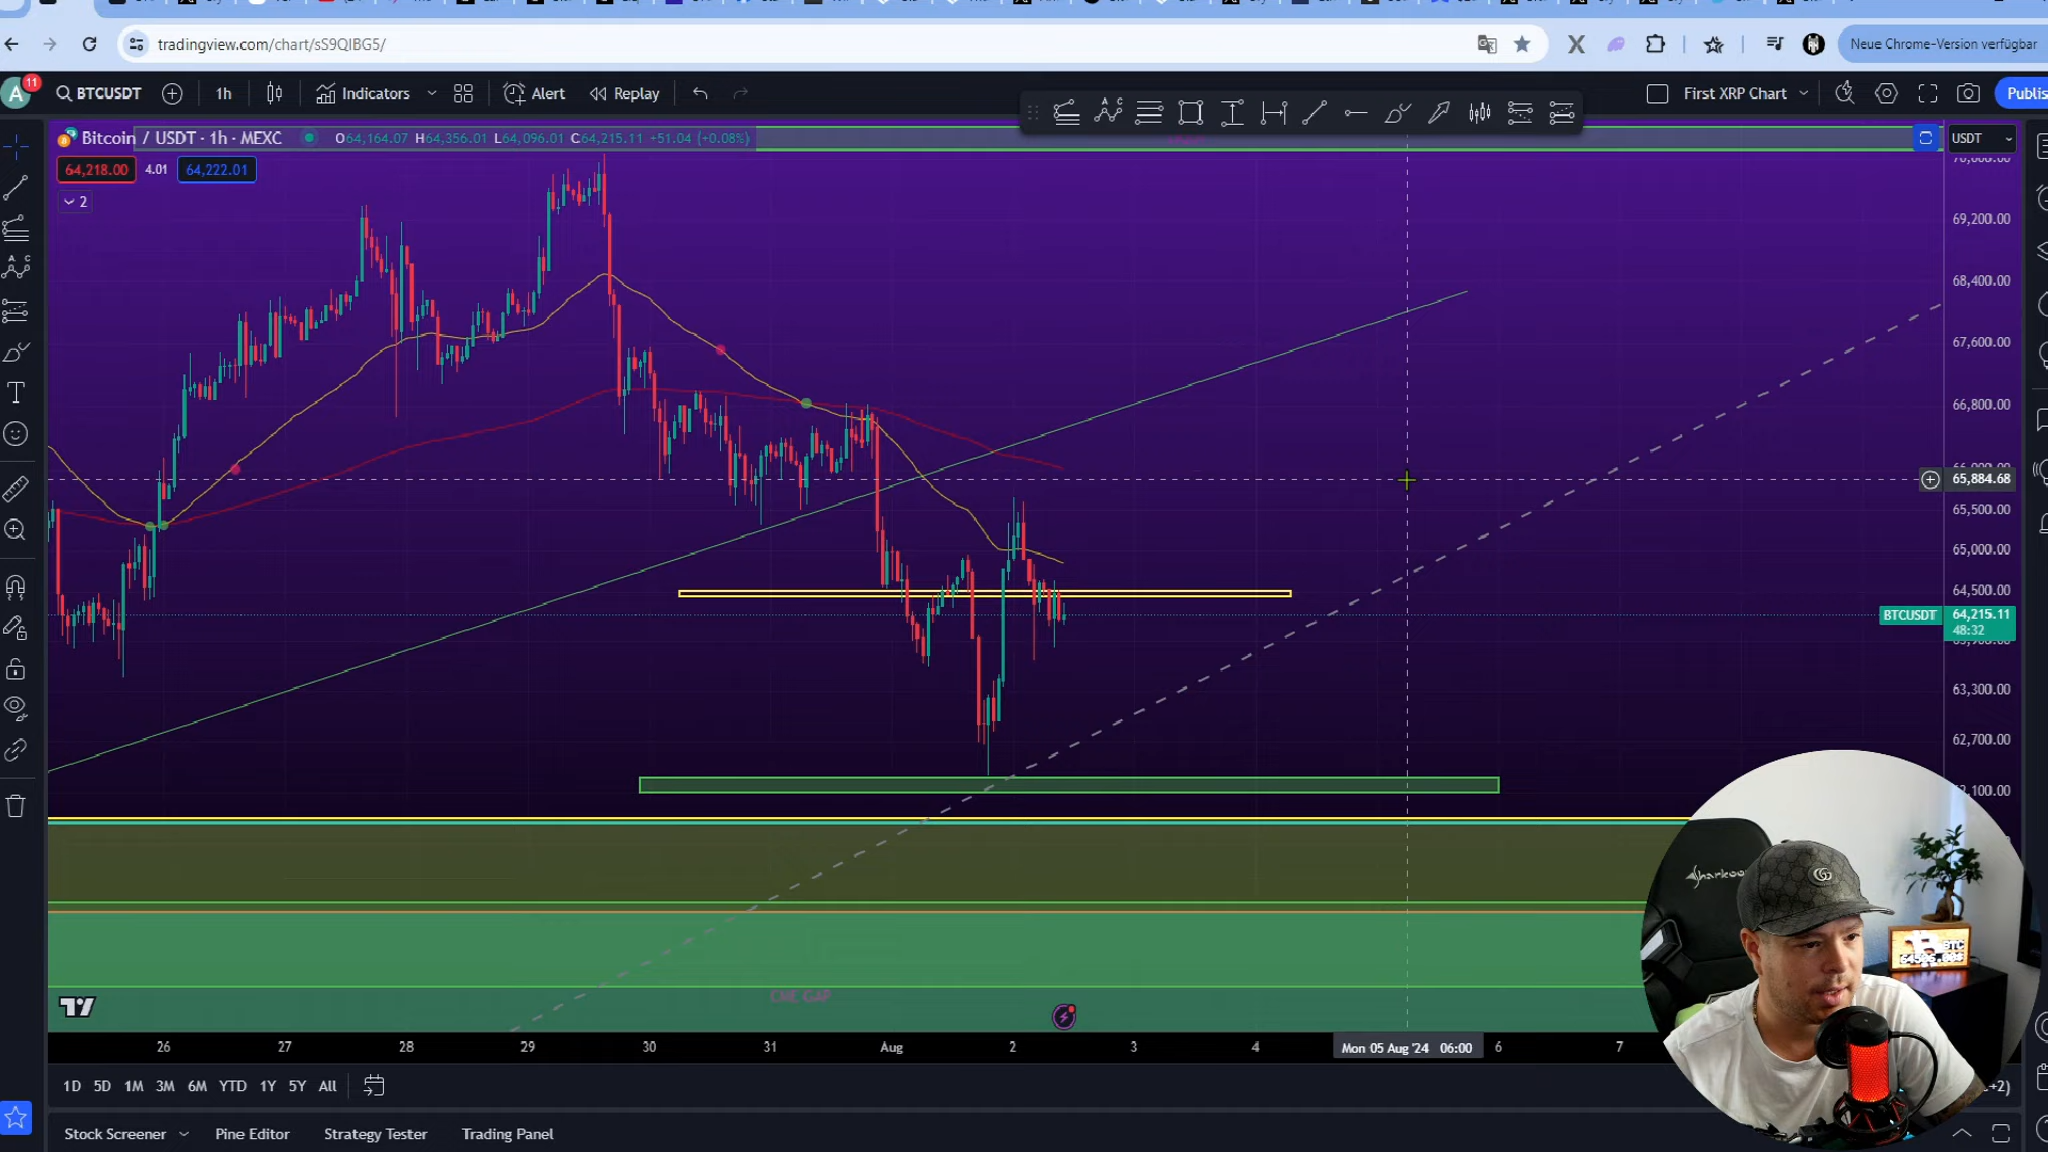 tradingview.com/chart/sS9QIBG5/
Neue Chrome-Version verfügbar
A
11
BTCUSDT
1h
Indicators
Alert
Replay
First XRP Chart
Publis
Bitcoin / USDT · 1h · MEXC
O64,164.07 H64,356.01 L64,096.01 C64,215.11 +51.04 (+0.08%)
USDT
64,218.00
4.01
64,222.01
2
69,200.00
68,400.00
67,600.00
66,800.00
65,884.68
65,500.00
65,000.00
64,500.00
BTCUSDT
64,215.11
48:32
63,300.00
62,700.00
,100.00
CME GAP
26
27
28
29
30
31
Aug
2
3
4
Mon 05 Aug '24 06:00
6
7
1D
5D
1M
3M
6M
YTD
1Y
5Y
All
Stock Screener
Pine Editor
Strategy Tester
Trading Panel
BTC